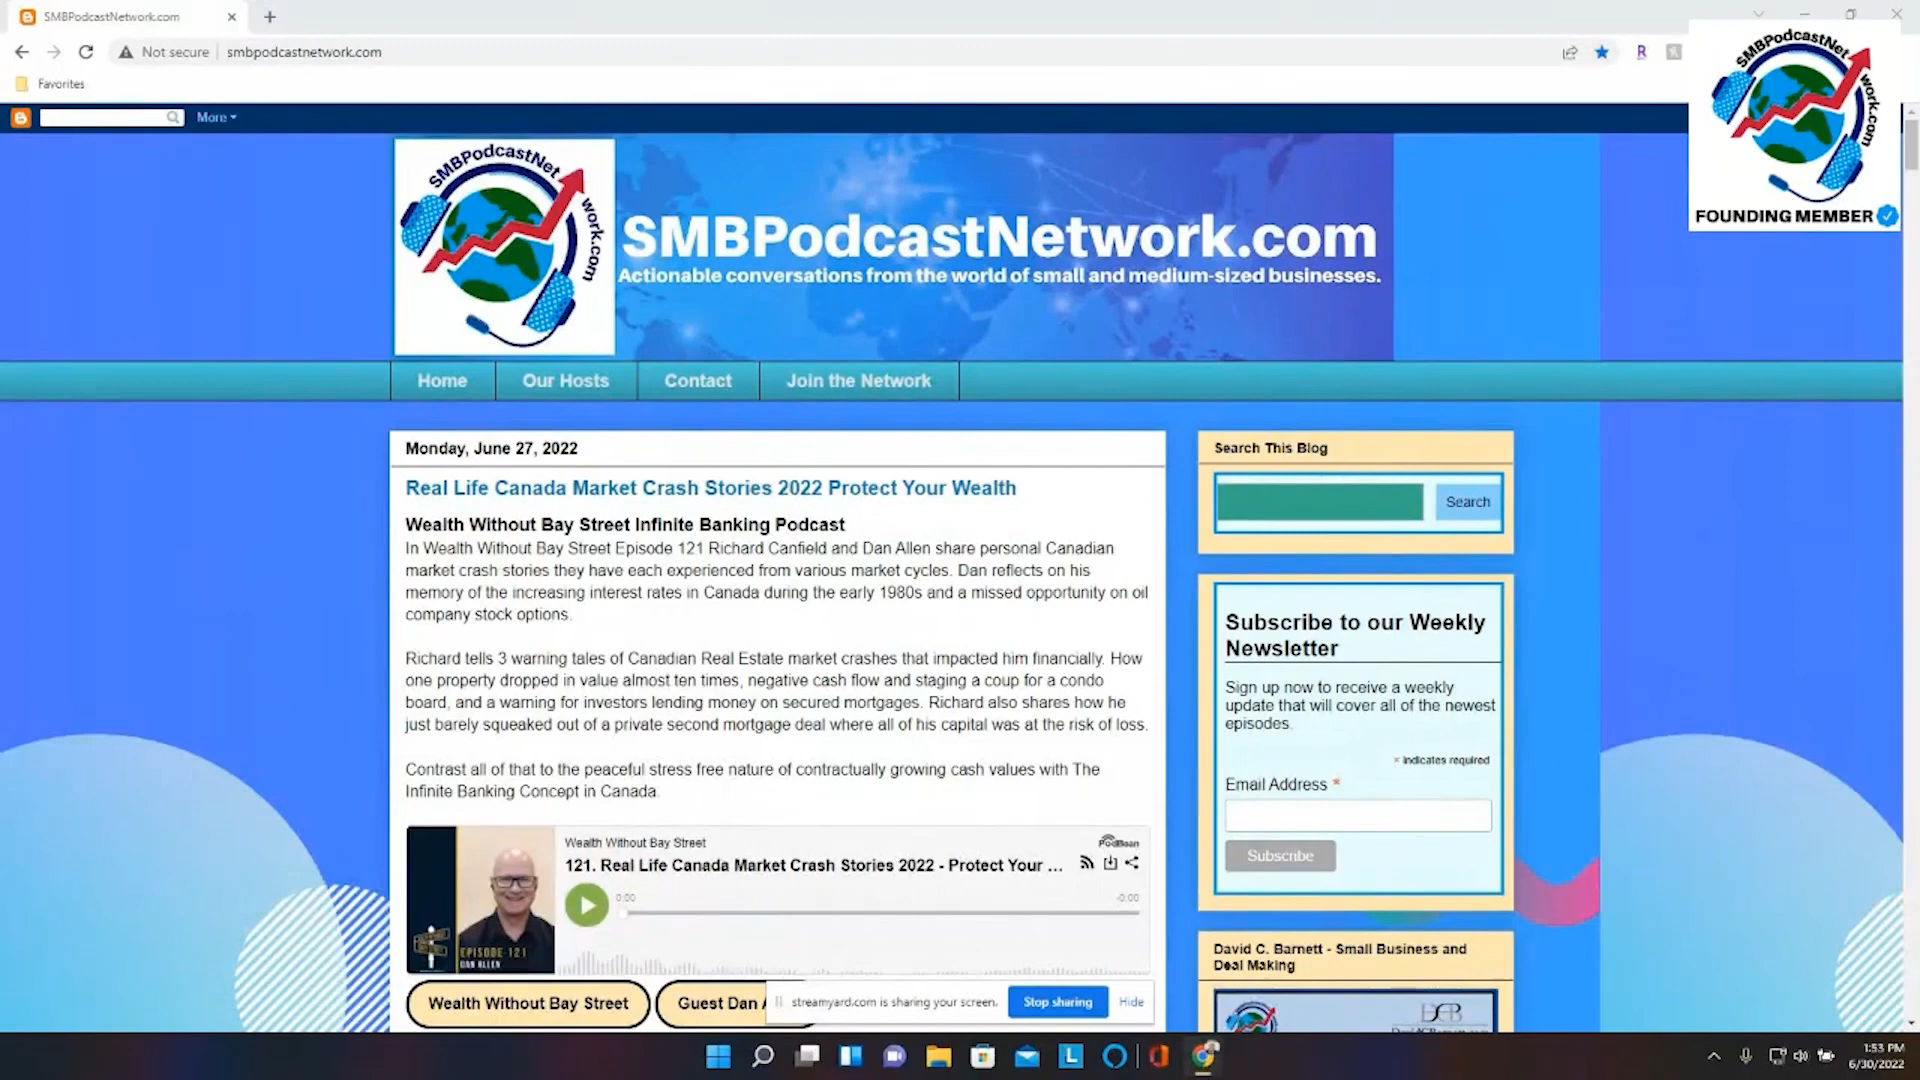 SMBPodcastNetwork.com
Not secure
smbpodcastnetwork.com
Favorites
More
SMBPodcastNetwork.com
FOUNDING MEMBER
SMBPodcastNetwork.com
SMBPodcastNetwork.com
Actionable conversations from the world of small and medium-sized businesses.
Home
Our Hosts
Contact
Join the Network
Monday, June 27, 2022
Real Life Canada Market Crash Stories 2022 Protect Your Wealth
Wealth Without Bay Street Infinite Banking Podcast
In Wealth Without Bay Street Episode 121 Richard Canfield and Dan Allen share personal Canadian
market crash stories they have each experienced from various market cycles. Dan reflects on his
memory of the increasing interest rates in Canada during the early 1980s and a missed opportunity on oil
company stock options.
Richard tells 3 warning tales of Canadian Real Estate market crashes that impacted him financially. How
one property dropped in value almost ten times, negative cash flow and staging a coup for a condo
board, and a warning for investors lending money on secured mortgages. Richard also shares how he
just barely squeaked out of a private second mortgage deal where all of his capital was at the risk of loss.
Contrast all of that to the peaceful stress free nature of contractually growing cash values with The
Infinite Banking Concept in Canada.
Wealth Without Bay Street
PodBean
121. Real Life Canada Market Crash Stories 2022 - Protect Your ...
0:00
-0:00
EPISODE 121
DAN ALLEN
Wealth Without Bay Street
Guest Dan
streamyard.com is sharing your screen.
Stop sharing
Hide
Search This Blog
Search
Subscribe to our Weekly
Newsletter
Sign up now to receive a weekly
update that will cover all of the newest
episodes.
* indicates required
Email Address *
Subscribe
David C. Barnett - Small Business and
Deal Making
DCB
1:53 PM
6/30/2022